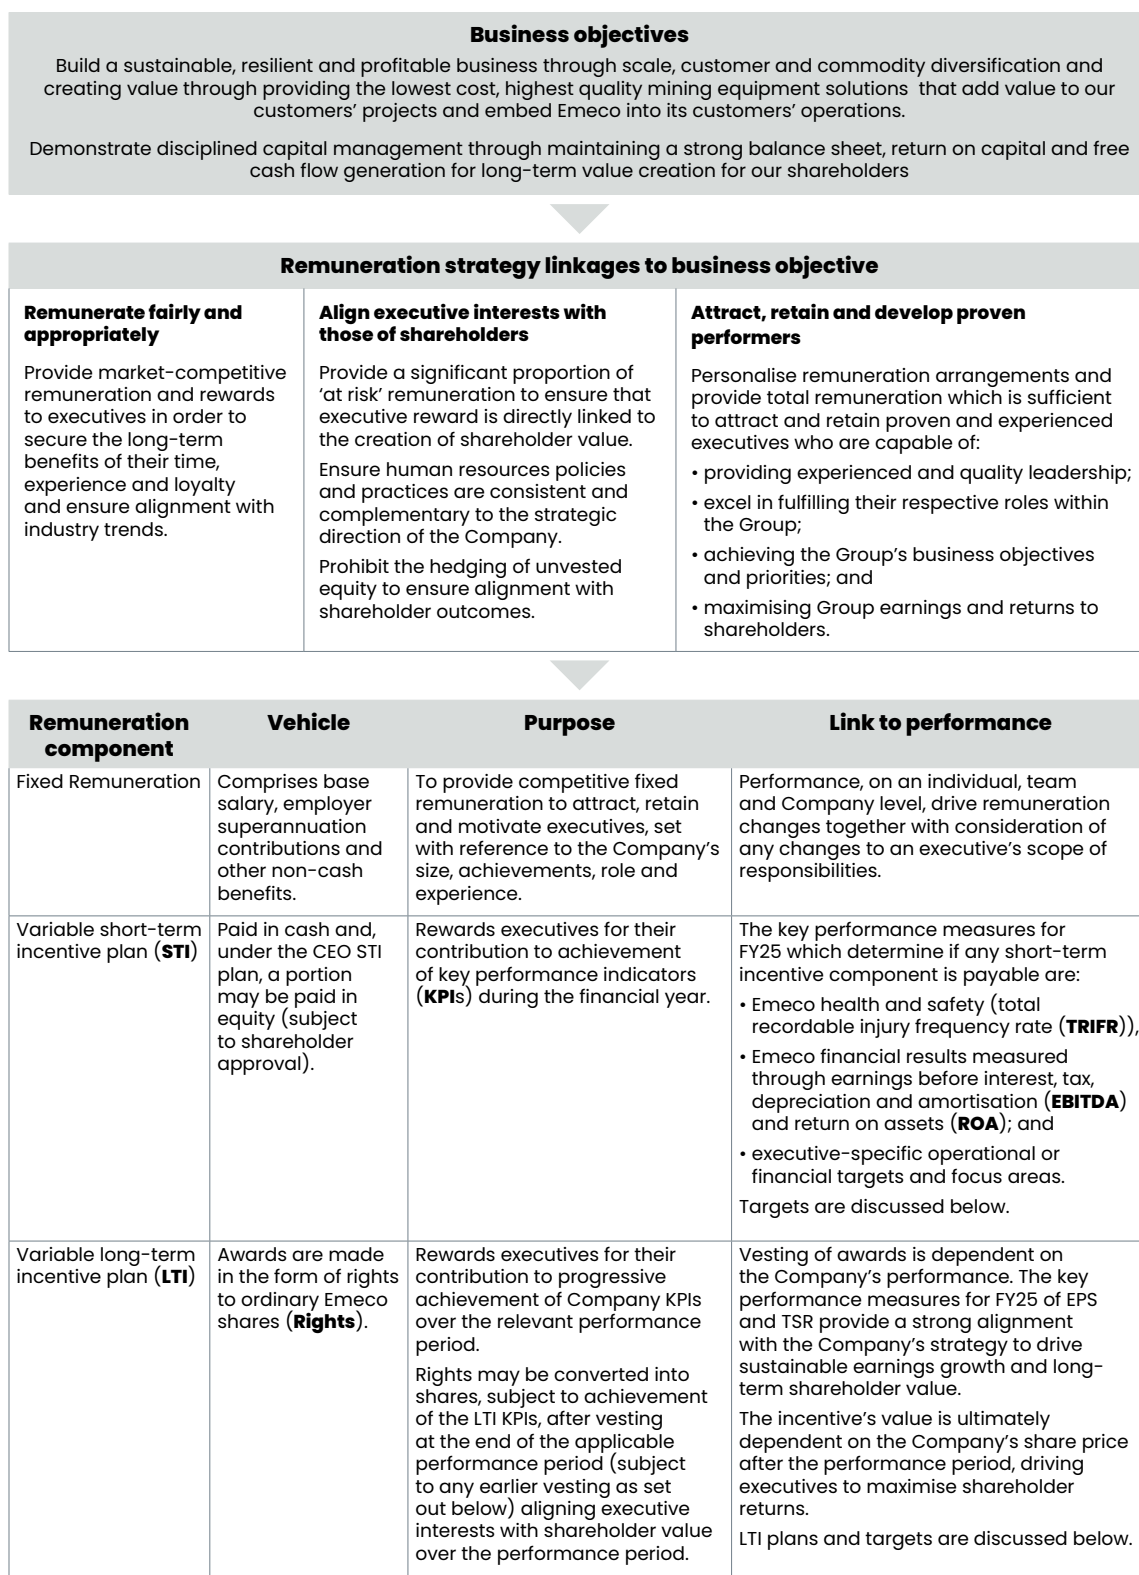 Business objectives
Build a sustainable, resilient and profitable business through scale, customer and commodity diversification and
creating value through providing the lowest cost, highest quality mining equipment solutions that add value to our
customers’ projects and embed Emeco into its customers’ operations.
Demonstrate disciplined capital management through maintaining a strong balance sheet, return on capital and free
cash flow generation for long-term value creation for our shareholders
Remuneration strategy linkages to business objective
Remunerate fairly and
appropriately
Provide market-competitive
remuneration and rewards
to executives in order to
secure the long-term
benefits of their time,
experience and loyalty
and ensure alignment with
industry trends.
Align executive interests with
those of shareholders
Provide a significant proportion of
‘at risk’ remuneration to ensure that
executive reward is directly linked to
the creation of shareholder value.
Ensure human resources policies
and practices are consistent and
complementary to the strategic
direction of the Company.
Prohibit the hedging of unvested
equity to ensure alignment with
shareholder outcomes.
Attract, retain and develop proven
performers
Personalise remuneration arrangements and
provide total remuneration which is sufficient
to attract and retain proven and experienced
executives who are capable of:
• providing experienced and quality leadership;
• excel in fulfilling their respective roles within
the Group;
• achieving the Group’s business objectives
and priorities; and
• maximising Group earnings and returns to
shareholders.
Remuneration
component
Vehicle
Purpose
Link to performance
Fixed Remuneration
Comprises base
salary, employer
superannuation
contributions and
other non-cash
benefits.
To provide competitive fixed
remuneration to attract, retain
and motivate executives, set
with reference to the Company’s
size, achievements, role and
experience.
Performance, on an individual, team
and Company level, drive remuneration
changes together with consideration of
any changes to an executive’s scope of
responsibilities.
Variable short-term
incentive plan (STI)
Paid in cash and,
under the CEO STI
plan, a portion
may be paid in
equity (subject
to shareholder
approval).
Rewards executives for their
contribution to achievement
of key performance indicators
(KPIs) during the financial year.
The key performance measures for
FY25 which determine if any short-term
incentive component is payable are:
• Emeco health and safety (total
recordable injury frequency rate (TRIFR)),
• Emeco financial results measured
through earnings before interest, tax,
depreciation and amortisation (EBITDA)
and return on assets (ROA); and
• executive-specific operational or
financial targets and focus areas.
Targets are discussed below.
Variable long-term
incentive plan (LTI)
Awards are made
in the form of rights
to ordinary Emeco
shares (Rights).
Rewards executives for their
contribution to progressive
achievement of Company KPIs
over the relevant performance
period.
Rights may be converted into
shares, subject to achievement
of the LTI KPIs, after vesting
at the end of the applicable
performance period (subject
to any earlier vesting as set
out below) aligning executive
interests with shareholder value
over the performance period.
Vesting of awards is dependent on
the Company’s performance. The key
performance measures for FY25 of EPS
and TSR provide a strong alignment
with the Company’s strategy to drive
sustainable earnings growth and long-
term shareholder value.
The incentive’s value is ultimately
dependent on the Company’s share price
after the performance period, driving
executives to maximise shareholder
returns.
LTI plans and targets are discussed below.